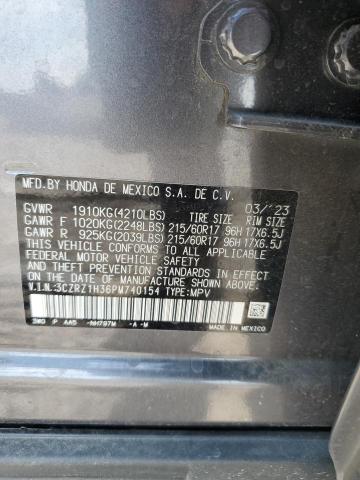 MFD.BY HONDA DE MEXICO S.A. DE C.V. 03/'23
GVWR 1910KG(4210LBS) TIRE SIZE RIM SIZE
GAWR F 1020KG(2248LBS) 215/60R17 96H 17X6.5J
GAWR R 925KG(2039LBS) 215/60R17 96H 17X6.5J
THIS VEHICLE CONFORMS TO ALL APPLICABLE
FEDERAL MOTOR VEHICLE SAFETY
AND THEFT PREVENTION STANDARDS IN EFFECT ON THE
DATE OF MANUFACTURE SHOWN ABOVE.
V.I.N.:3CZRZ1H36PM740154 TYPE:MPV
3W0 F AA5 NH797M -A -M
MADE IN MEXICO